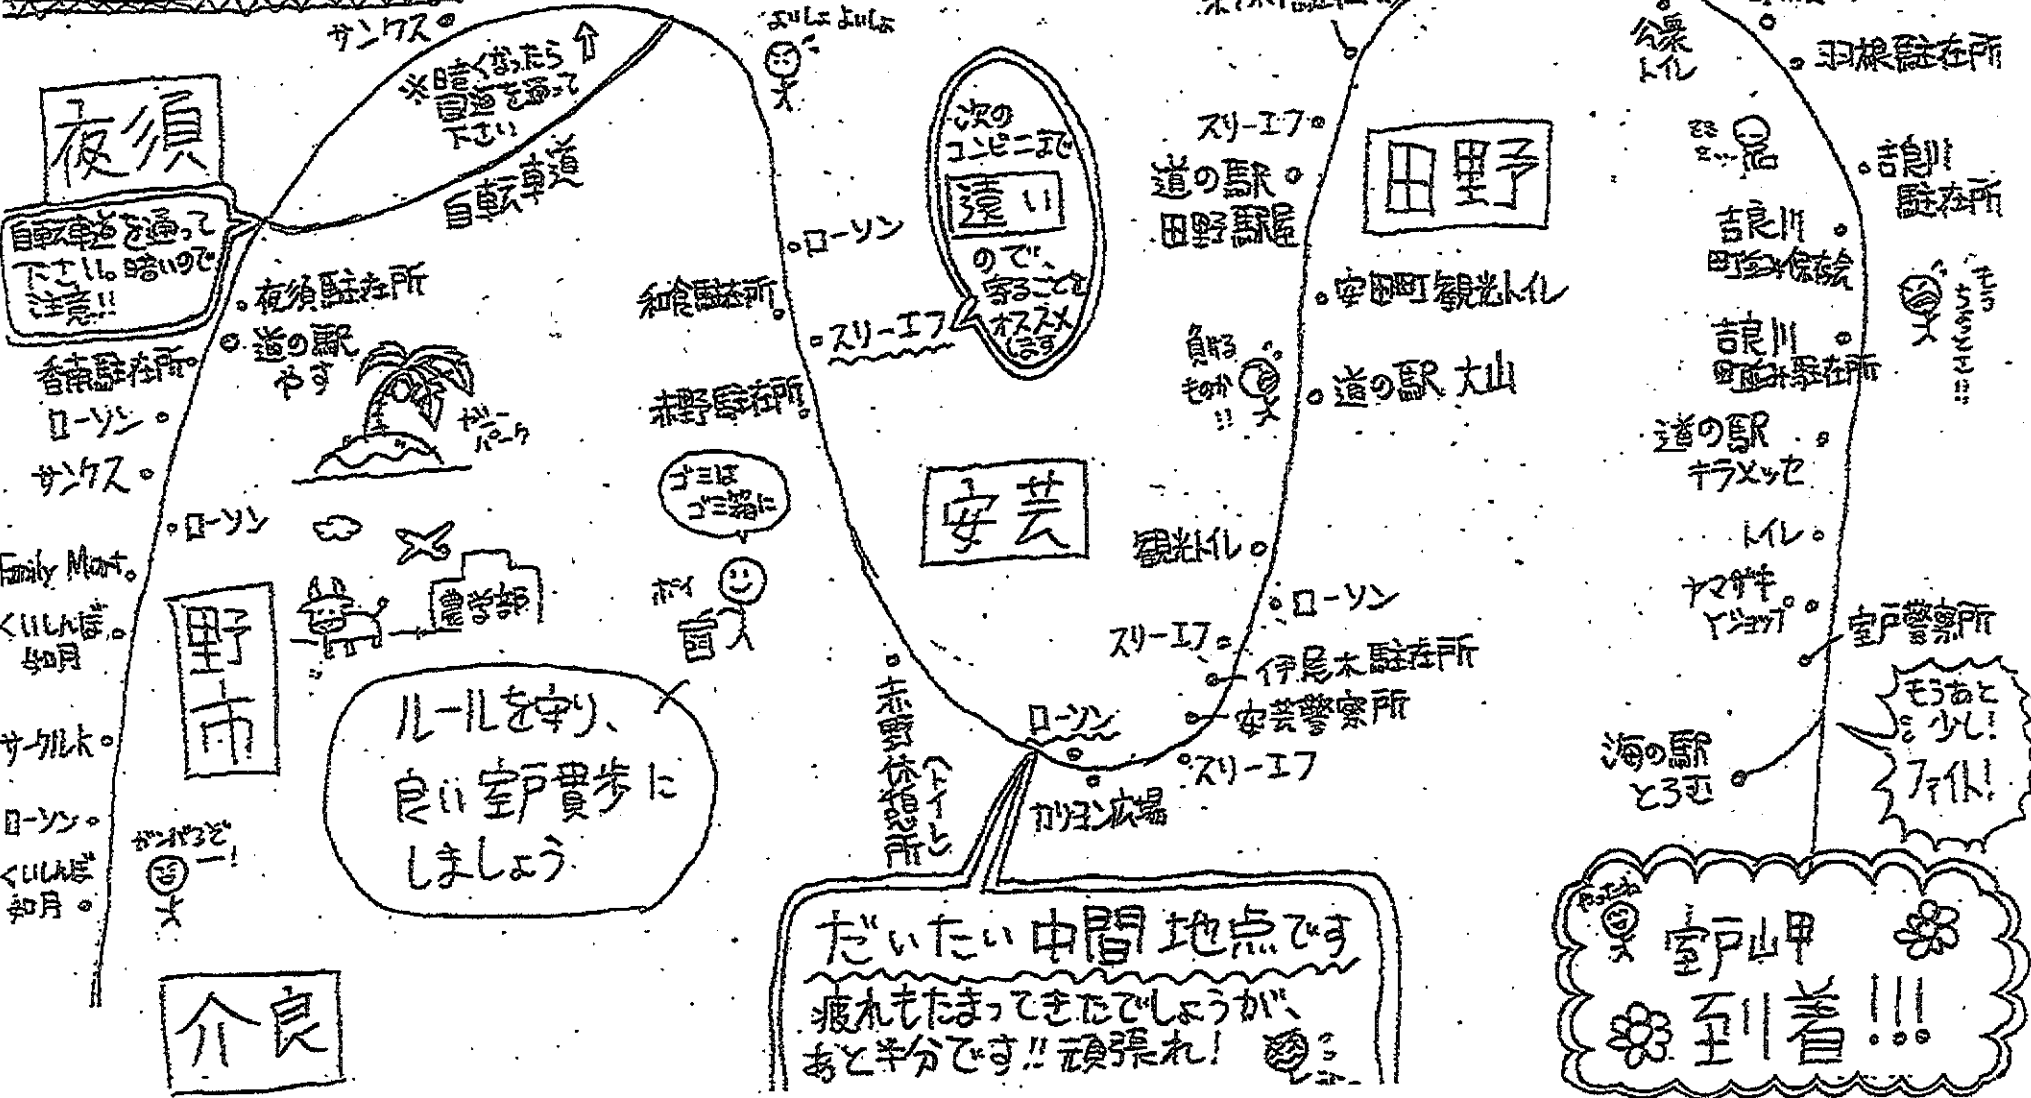 サンクス
※暗くなったら
自道を通って
下さい
自転車道
夜須
自転車道を通って
下さい。暗いので
注意!!
夜須駐在所
道の駅
やす
香南駐在所
ローソン
サンクス
ローソン
Family Mart
くいしんぼ
如月
野市
サークルK
ローソン
くいしんぼ
如月
ガンバるぞ
ー!
介良
ヤシー
パーク
農学部
ルールを守り、
良い室戸貫歩に
しましょう
よいしょ よいしょ
ローソン
和食駐在所
スリーエフ
赤野駐在所
ゴミは
ゴミ箱に
ポイ
赤野休憩所
(トイレ)
次の
コンビニまで
遠い
ので、
寄ることを
オススメ
します
安芸
ローソン
カリヨン広場
スリーエフ
安芸警察所
伊尾木駐在所
スリーエフ
ローソン
観光トイレ
だいたい中間地点です
疲れもたまってきたでしょうが、
あと半分です!! 頑張れ!
スリーエフ
道の駅
田野駅屋
田野
安田町観光トイレ
負ける
ものか
!!
道の駅 大山
公衆
トイレ
羽根駐在所
吉良川
駐在所
吉良川
吉良川
道の駅
キラメッセ
トイレ
ヤマザキ
Yショップ
室戸警察所
海の駅
とろむ
もうあと
少し!
ファイト!
室戸岬
到着!!!